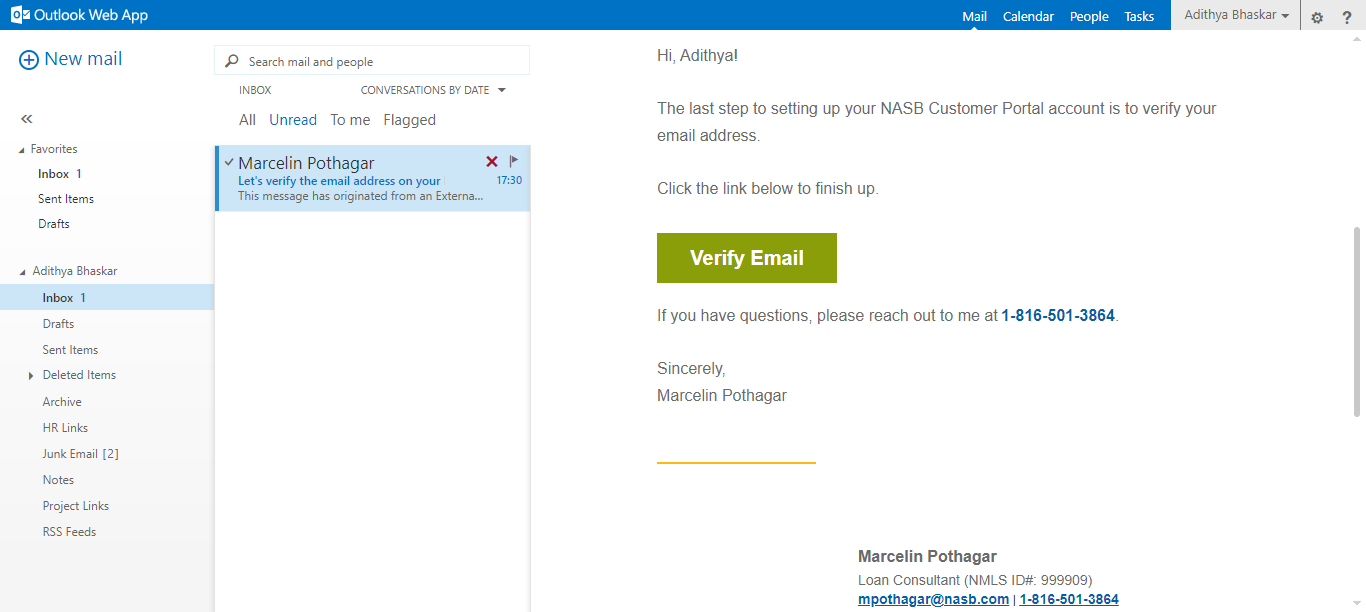 Outlook Web App
Mail Calendar People Tasks Adithya Bhaskar ?
New mail
Search mail and people
INBOX CONVERSATIONS BY DATE
All Unread To me Flagged
«
Favorites
Inbox 1
Sent Items
Drafts
Adithya Bhaskar
Inbox 1
Drafts
Sent Items
Deleted Items
Archive
HR Links
Junk Email [2]
Notes
Project Links
RSS Feeds
Marcelin Pothagar
Let's verify the email address on your 17:30
This message has originated from an Externa...
Hi, Adithya!
The last step to setting up your NASB Customer Portal account is to verify your
email address.
Click the link below to finish up.
Verify Email
If you have questions, please reach out to me at 1-816-501-3864.
Sincerely,
Marcelin Pothagar
Marcelin Pothagar
Loan Consultant (NMLS ID#: 999909)
mpothagar@nasb.com | 1-816-501-3864